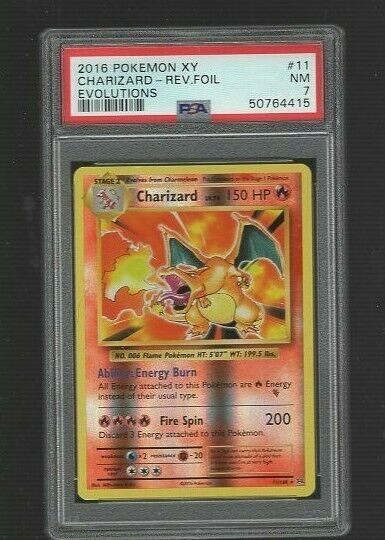 2016 POKEMON XY #11
CHARIZARD - REV.FOIL NM
EVOLUTIONS 7
PSA 50764415
STAGE 2 Evolves from Charmeleon
Charizard 150 HP
NO. 006 Flame Pokémon HT: 5'07" WT: 199.5 lbs.
Ability: Energy Burn
All Energy attached to this Pokémon are Energy
instead of their usual type.
Fire Spin 200
Discard 3 Energy attached to this Pokémon.
weakness ×2 resistance -20